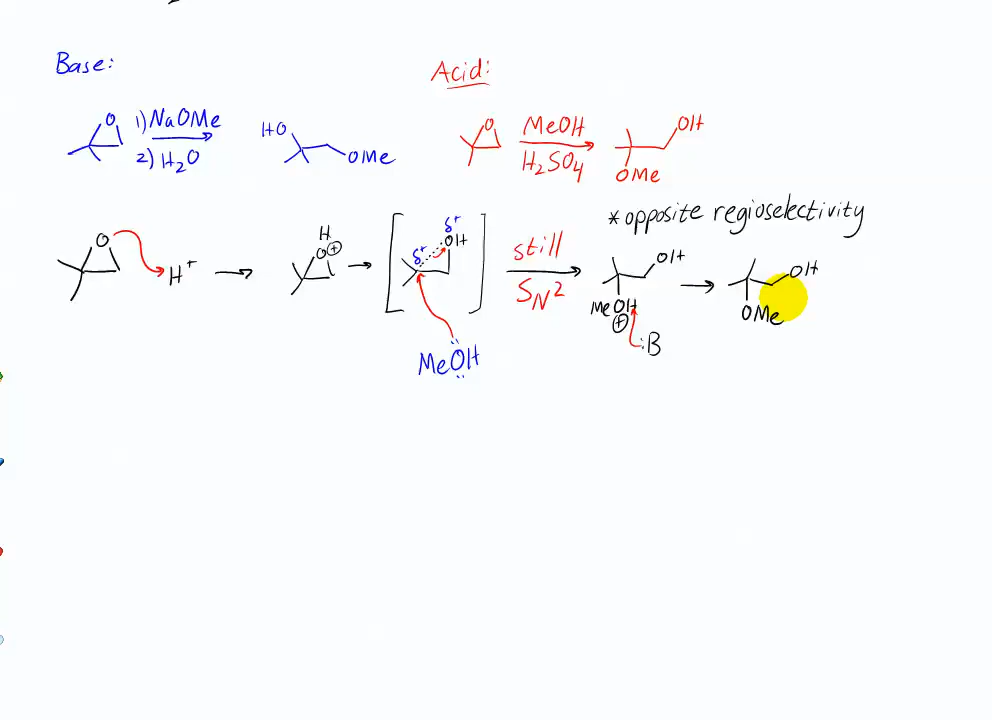 Base:
Acid:
O 1) NaOMe
2) H2O
HO
OMe
O MeOH
H2SO4
OH
OMe
* opposite regioselectivity
O H+
H
O⊕
δ+
δ+ OH
MeOH
still
SN2
OH
MeOH
⊕
:B
OH
OMe